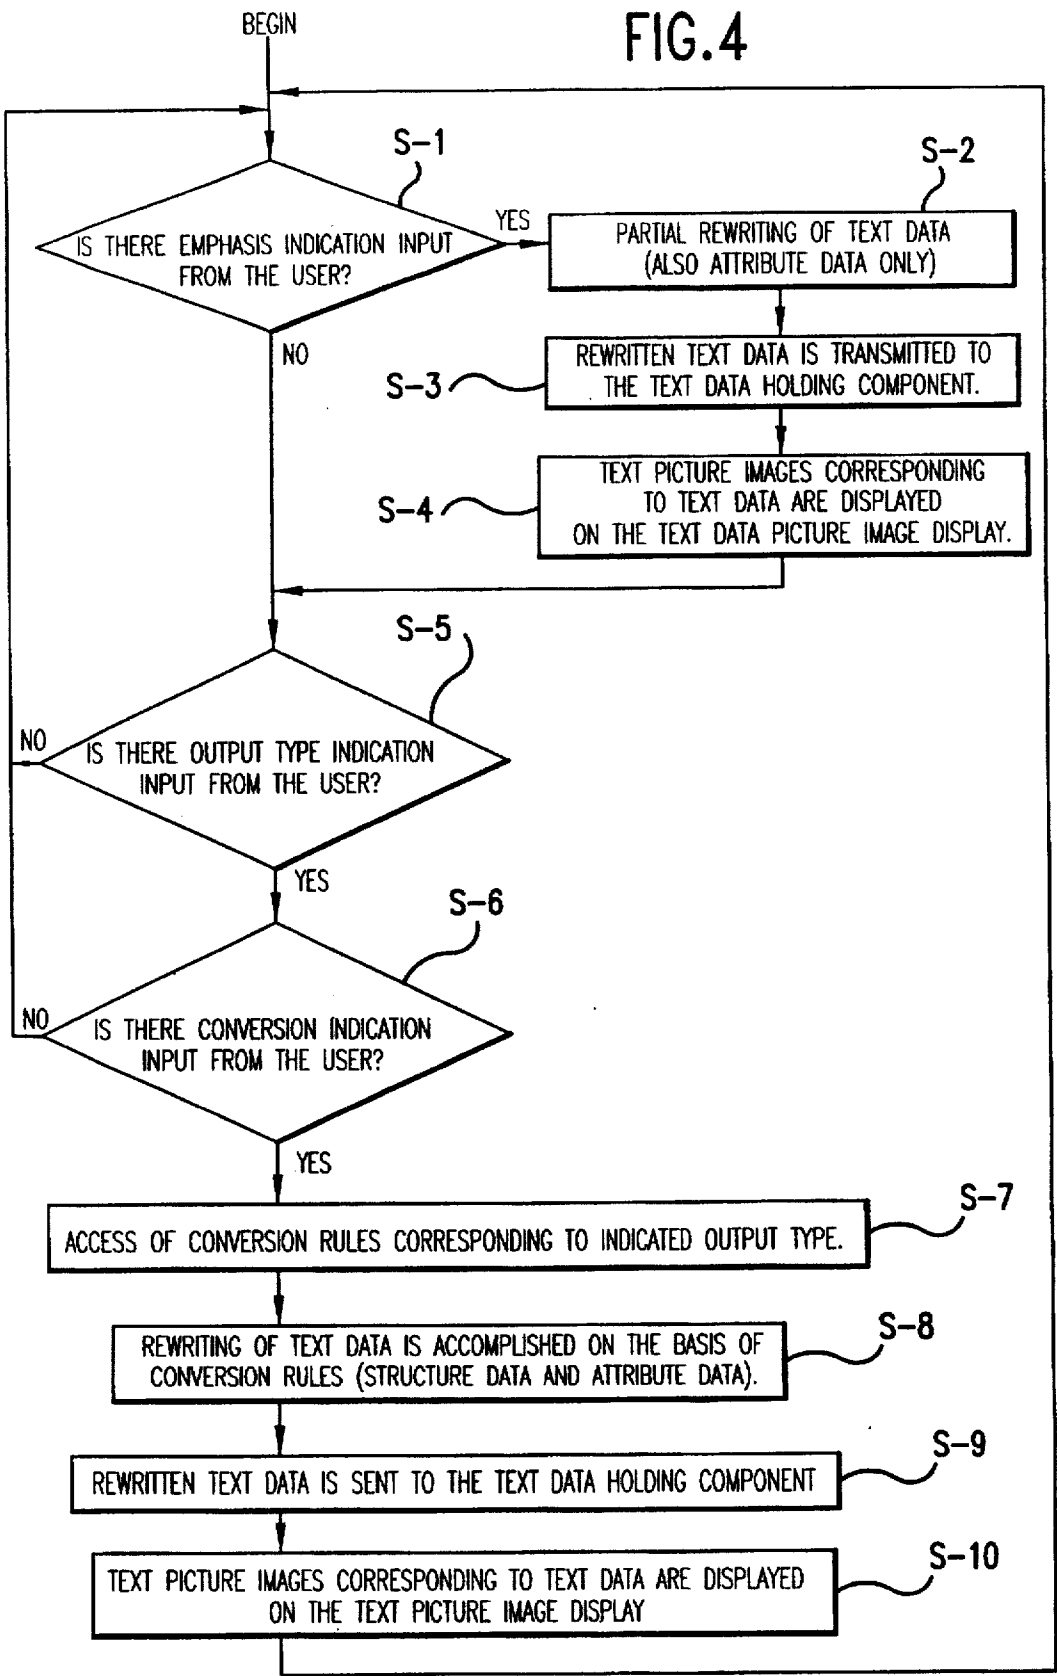 BEGIN
FIG.4
S-1
IS THERE EMPHASIS INDICATION INPUT
FROM THE USER?
YES
NO
S-2
PARTIAL REWRITING OF TEXT DATA
(ALSO ATTRIBUTE DATA ONLY)
S-3
REWRITTEN TEXT DATA IS TRANSMITTED TO
THE TEXT DATA HOLDING COMPONENT.
S-4
TEXT PICTURE IMAGES CORRESPONDING
TO TEXT DATA ARE DISPLAYED
ON THE TEXT DATA PICTURE IMAGE DISPLAY.
S-5
NO
IS THERE OUTPUT TYPE INDICATION
INPUT FROM THE USER?
YES
S-6
NO
IS THERE CONVERSION INDICATION
INPUT FROM THE USER?
YES
S-7
ACCESS OF CONVERSION RULES CORRESPONDING TO INDICATED OUTPUT TYPE.
S-8
REWRITING OF TEXT DATA IS ACCOMPLISHED ON THE BASIS OF
CONVERSION RULES (STRUCTURE DATA AND ATTRIBUTE DATA).
S-9
REWRITTEN TEXT DATA IS SENT TO THE TEXT DATA HOLDING COMPONENT
S-10
TEXT PICTURE IMAGES CORRESPONDING TO TEXT DATA ARE DISPLAYED
ON THE TEXT PICTURE IMAGE DISPLAY